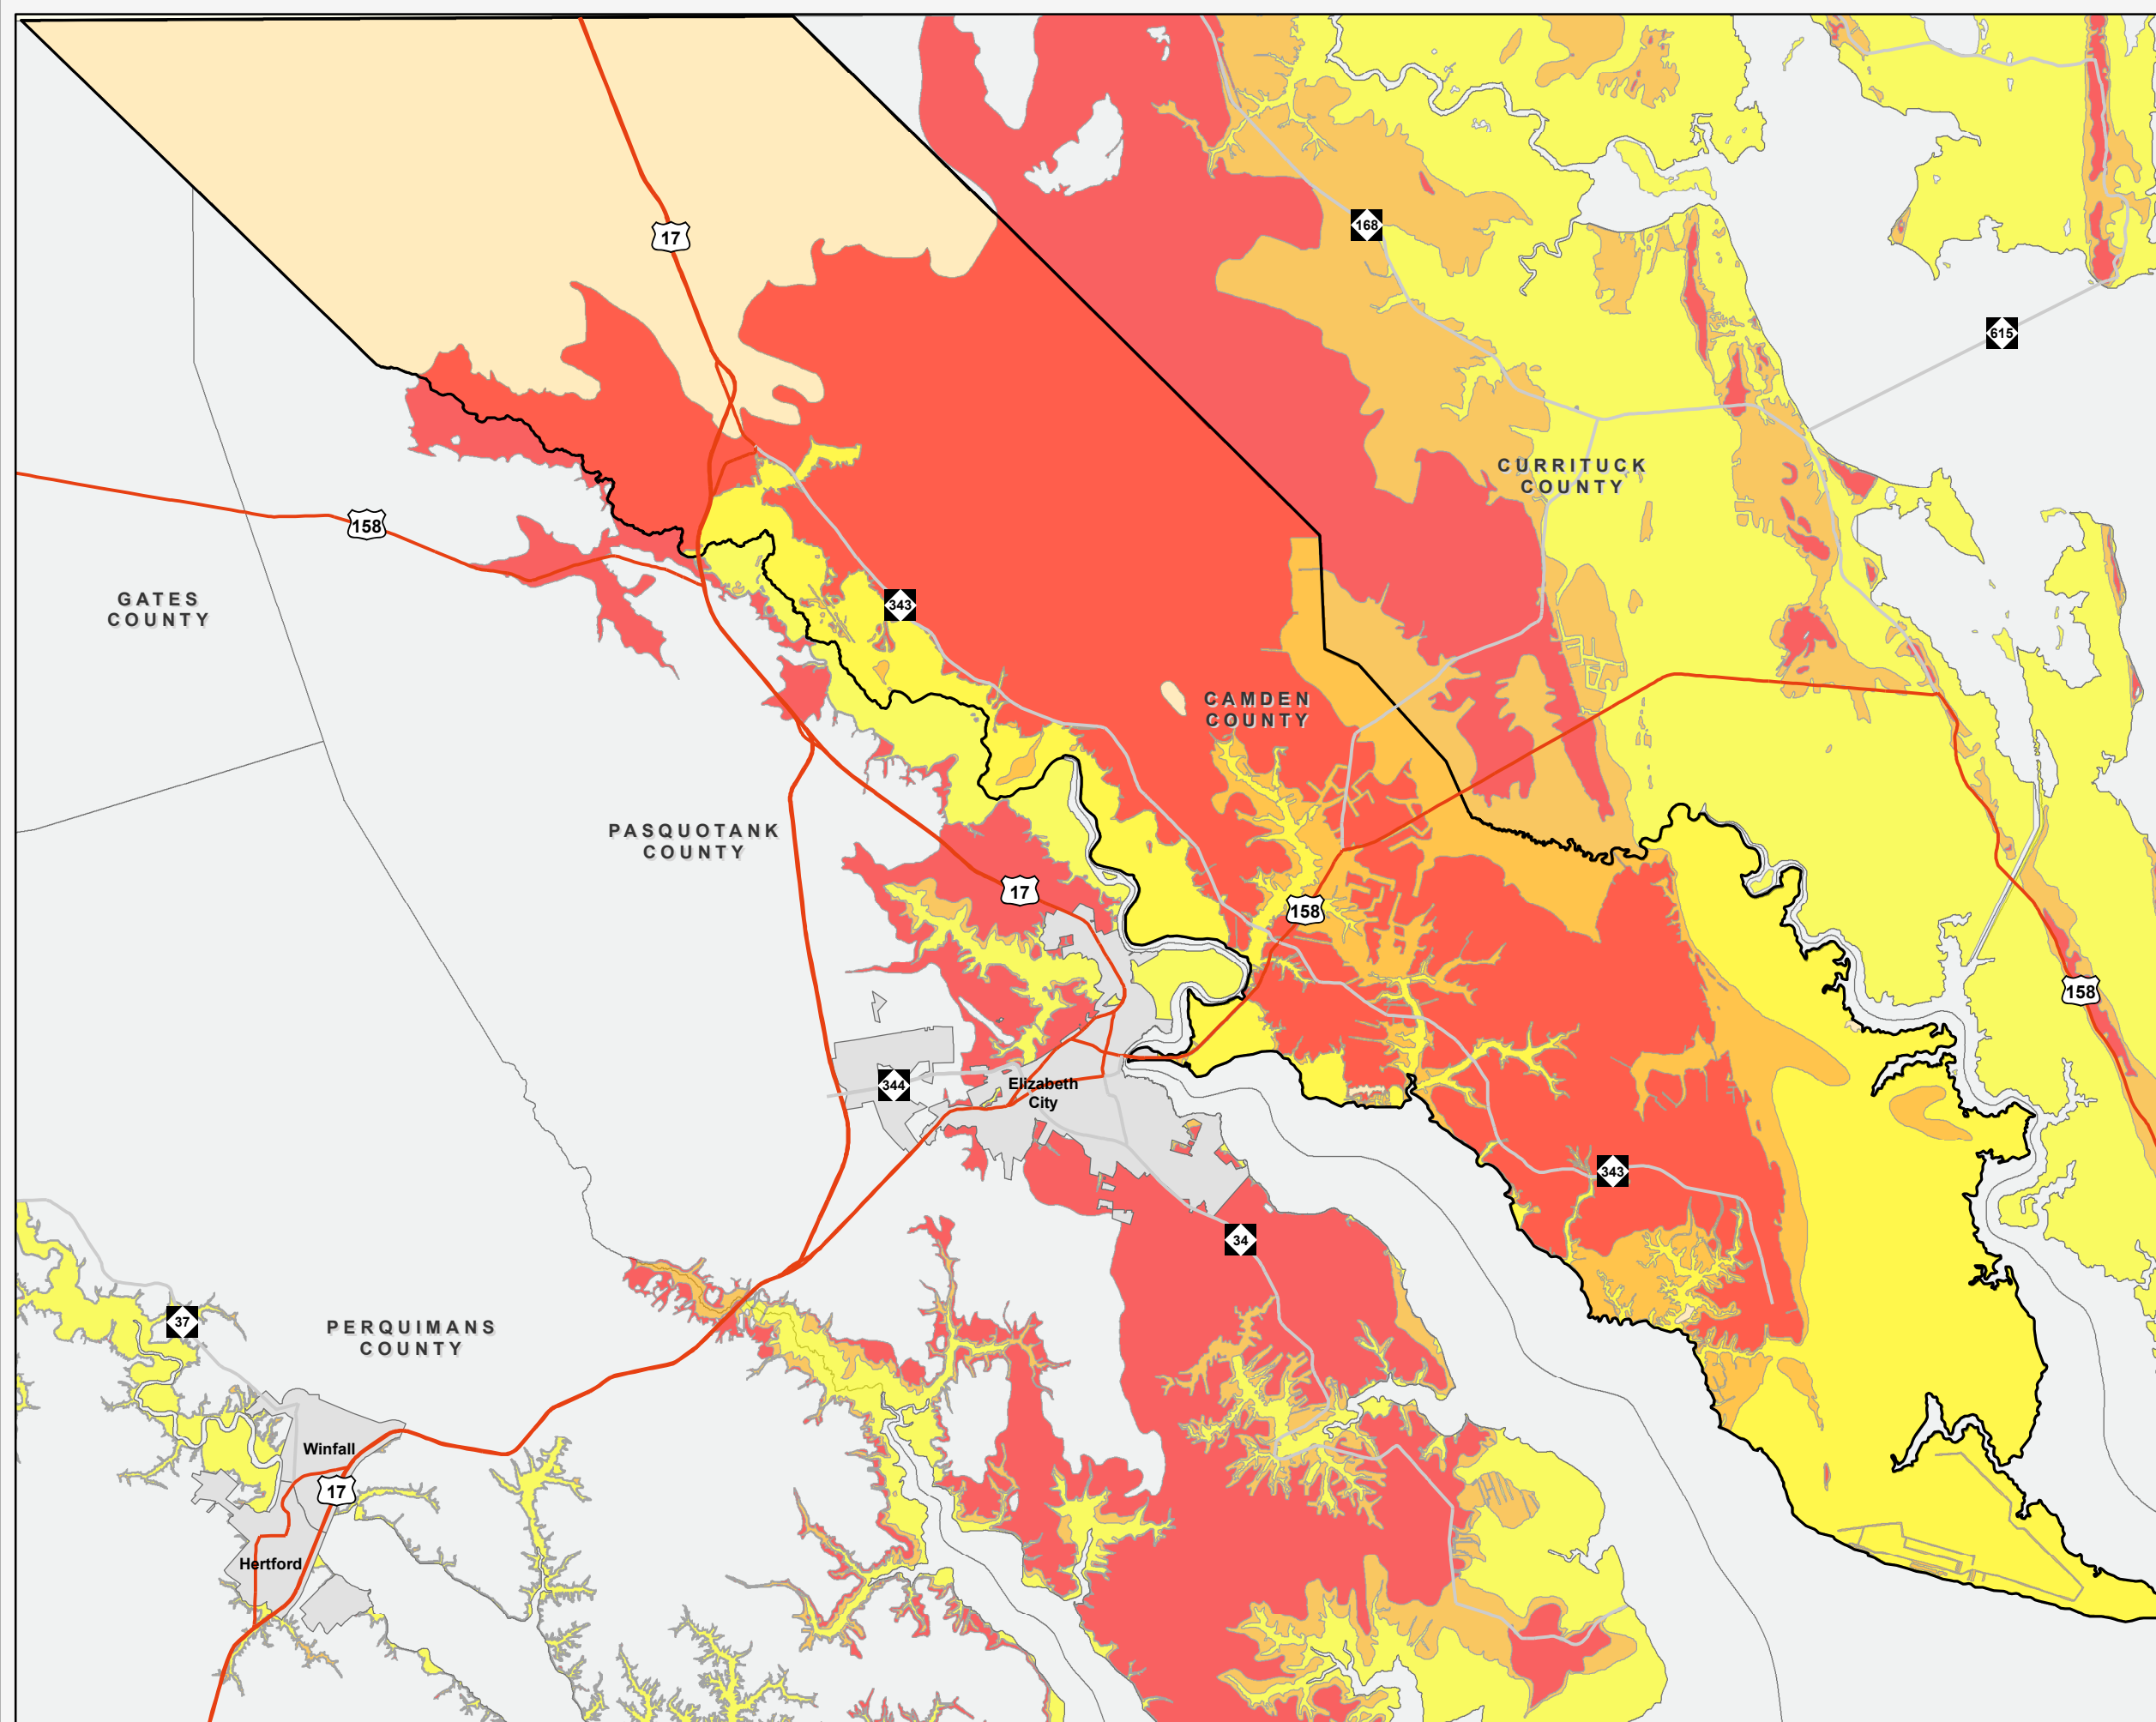 17
168
615
CURRITUCK
COUNTY
158
GATES
COUNTY
343
CAMDEN
COUNTY
PASQUOTANK
COUNTY
17
158
158
344
Elizabeth
City
343
34
37
PERQUIMANS
COUNTY
Winfall
17
Hertford